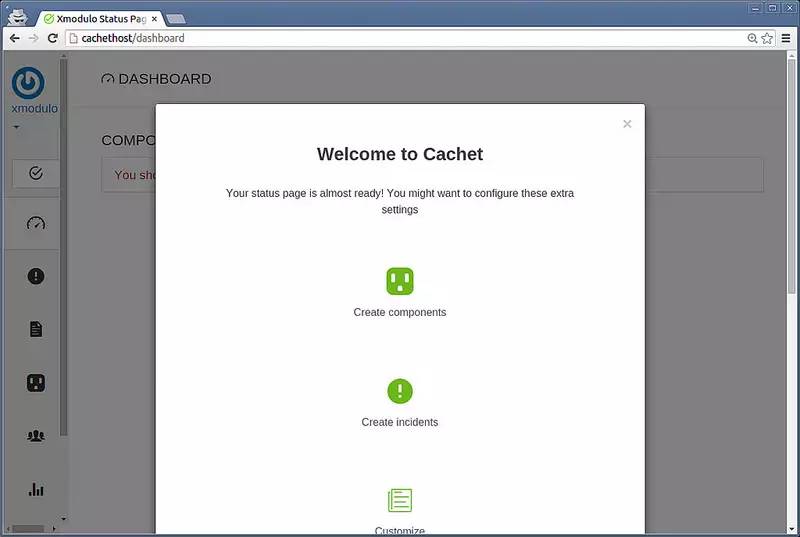 Xmodulo Status Pag
cachethost/dashboard
xmodulo
DASHBOARD
COMPO
You sho
×
Welcome to Cachet
Your status page is almost ready! You might want to configure these extra
settings
Create components
Create incidents
Customize